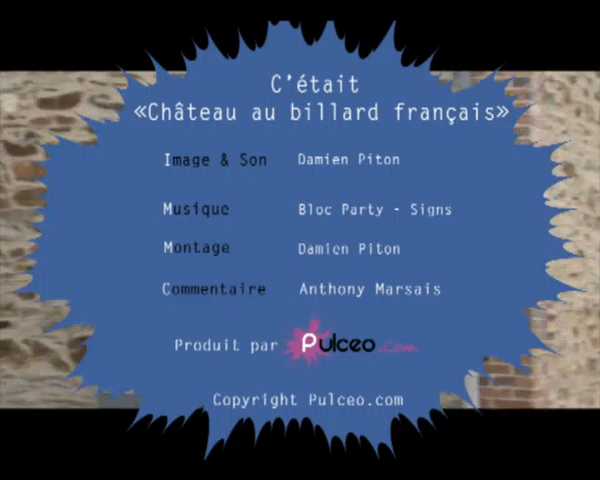 C'était
«Château au billard français»
Image & Son Damien Piton
Musique Bloc Party - Signs
Montage Damien Piton
Commentaire Anthony Marsais
Produit par Pulceo.com
Copyright Pulceo.com